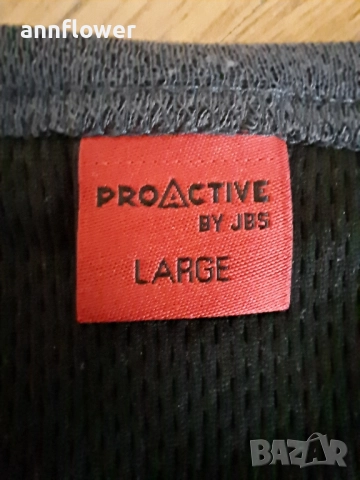 annflower
PROACTIVE
BY JBS
LARGE
BAZAR